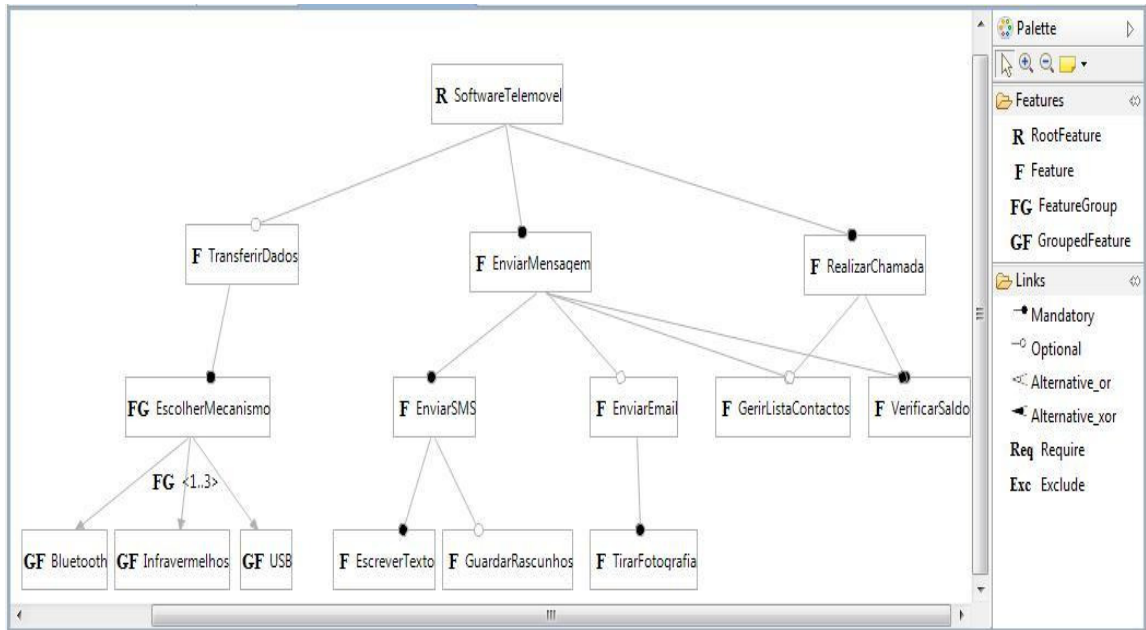 R SoftwareTelemovel
F TransferirDados
F EnviarMensagem
F RealizarChamada
FG EscolherMecanismo
F EnviarSMS
F EnviarEmail
F GerirListaContactos
F VerificarSaldo
FG <1..3>
GF Bluetooth
GF Infravermelhos
GF USB
F EscreverTexto
F GuardarRascunhos
F TirarFotografia
Palette
Features
R RootFeature
F Feature
FG FeatureGroup
GF GroupedFeature
Links
Mandatory
Optional
Alternative_or
Alternative_xor
Req Require
Exc Exclude